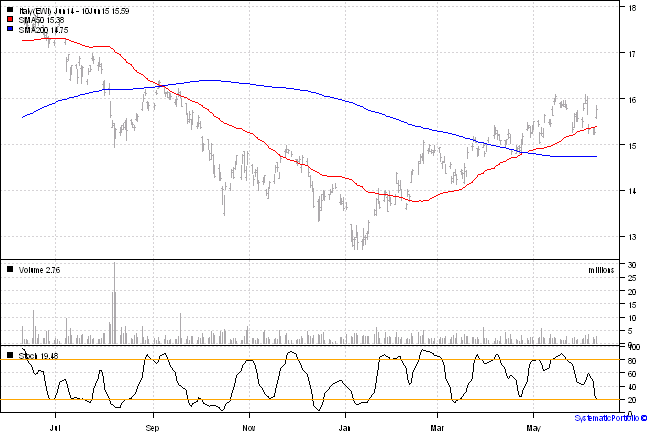 Italy (EWI) Jun14 - 10Jun15 15.59
SMA50 15.38
SMA200 14.75
18
17
16
15
14
13
Volume 2.76
millions
30
25
20
15
10
5
0
Stoch 19.48
100
80
60
40
20
0
Jul
Sep
Nov
Jan
Mar
May
SystematicPortfolio ©